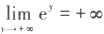 lim e^y = +∞
y→+∞